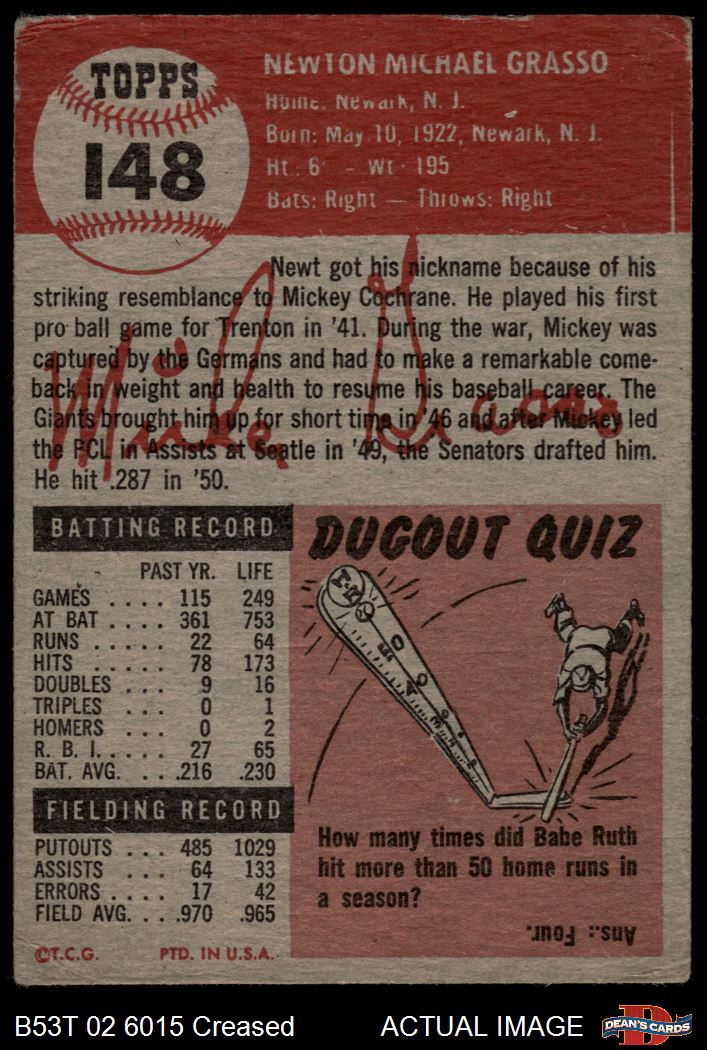 TOPPS
148
NEWTON MICHAEL GRASSO
Home: Newark, N. J.
Born: May 10, 1922, Newark, N. J.
Ht: 6' - Wt: 195
Bats: Right — Throws: Right
Newt got his nickname because of his
striking resemblance to Mickey Cochrane. He played his first
pro ball game for Trenton in '41. During the war, Mickey was
captured by the Germans and had to make a remarkable come-
back in weight and health to resume his baseball career. The
Giants brought him up for short time in '46 and after Mickey led
the PCL in Assists at Seatle in '49, the Senators drafted him.
He hit .287 in '50.
Mike Grasso
BATTING RECORD
PAST YR. LIFE
GAMES .... 115 249
AT BAT .... 361 753
RUNS ..... 22 64
HITS ..... 78 173
DOUBLES ... 9 16
TRIPLES ... 0 1
HOMERS ... 0 2
R. B. I. .... 27 65
BAT. AVG. ... .216 .230
FIELDING RECORD
PUTOUTS ... 485 1029
ASSISTS .... 64 133
ERRORS .... 17 42
FIELD AVG. ... .970 .965
©T.C.G. PTD. IN U.S.A.
DUGOUT QUIZ
How many times did Babe Ruth
hit more than 50 home runs in
a season?
Ans.: Four.
B53T 02 6015 Creased ACTUAL IMAGE
DEAN'S CARDS